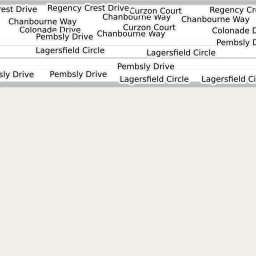 rest Drive
Regency Crest Drive
Curzon Court
Regency Cre
Chanbourne Way
Chanbourne Way
Chanbourne Way
Colonade Drive
Curzon Court
Colonade D
Pembsly Drive
Chanbourne Way
Pembsly D
Lagersfield Circle
Lagersfield Circle
Pembsly Drive
sly Drive
Pembsly Drive
Lagersfield Circle
Lagersfield Ci